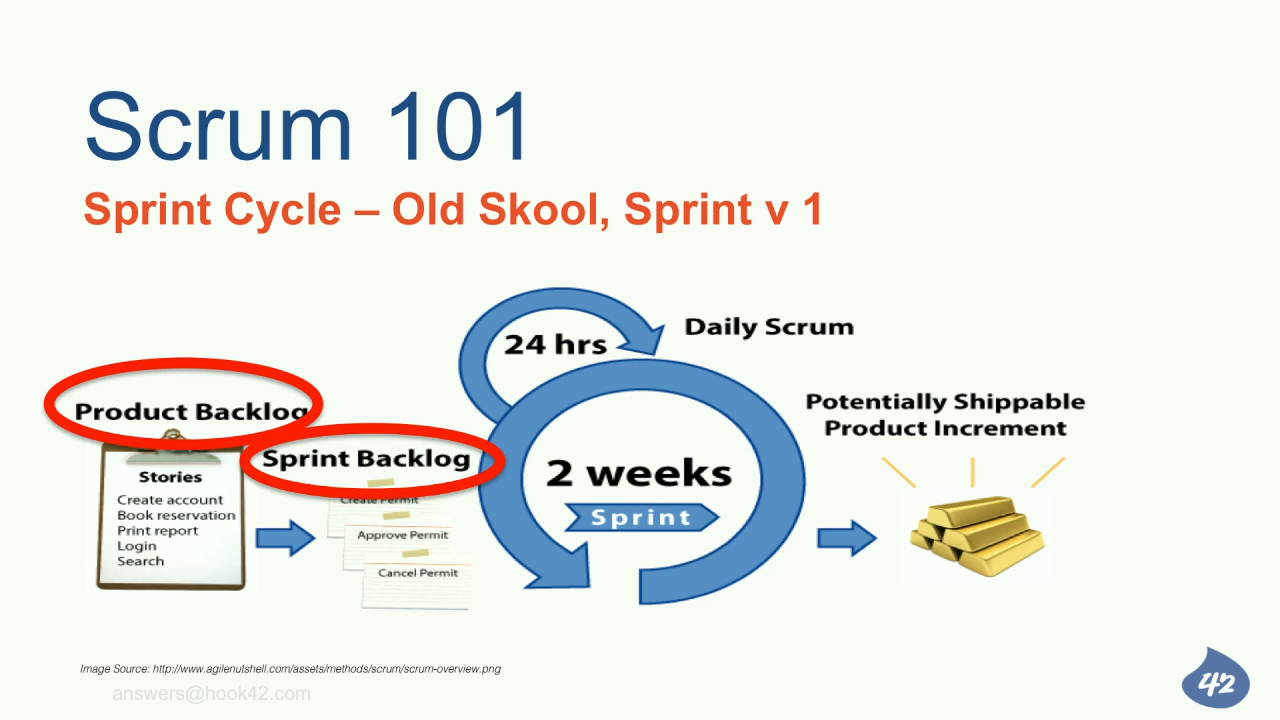 Scrum 101
Sprint Cycle – Old Skool, Sprint v 1
24 hrs
Daily Scrum
Product Backlog
Stories
Create account
Book reservation
Print report
Login
Search
Sprint Backlog
Create Permit
Approve Permit
Cancel Permit
2 weeks
Sprint
Potentially Shippable
Product Increment
Image Source: http://www.agilenutshell.com/assets/methods/scrum/scrum-overview.png
answers@hook42.com
42